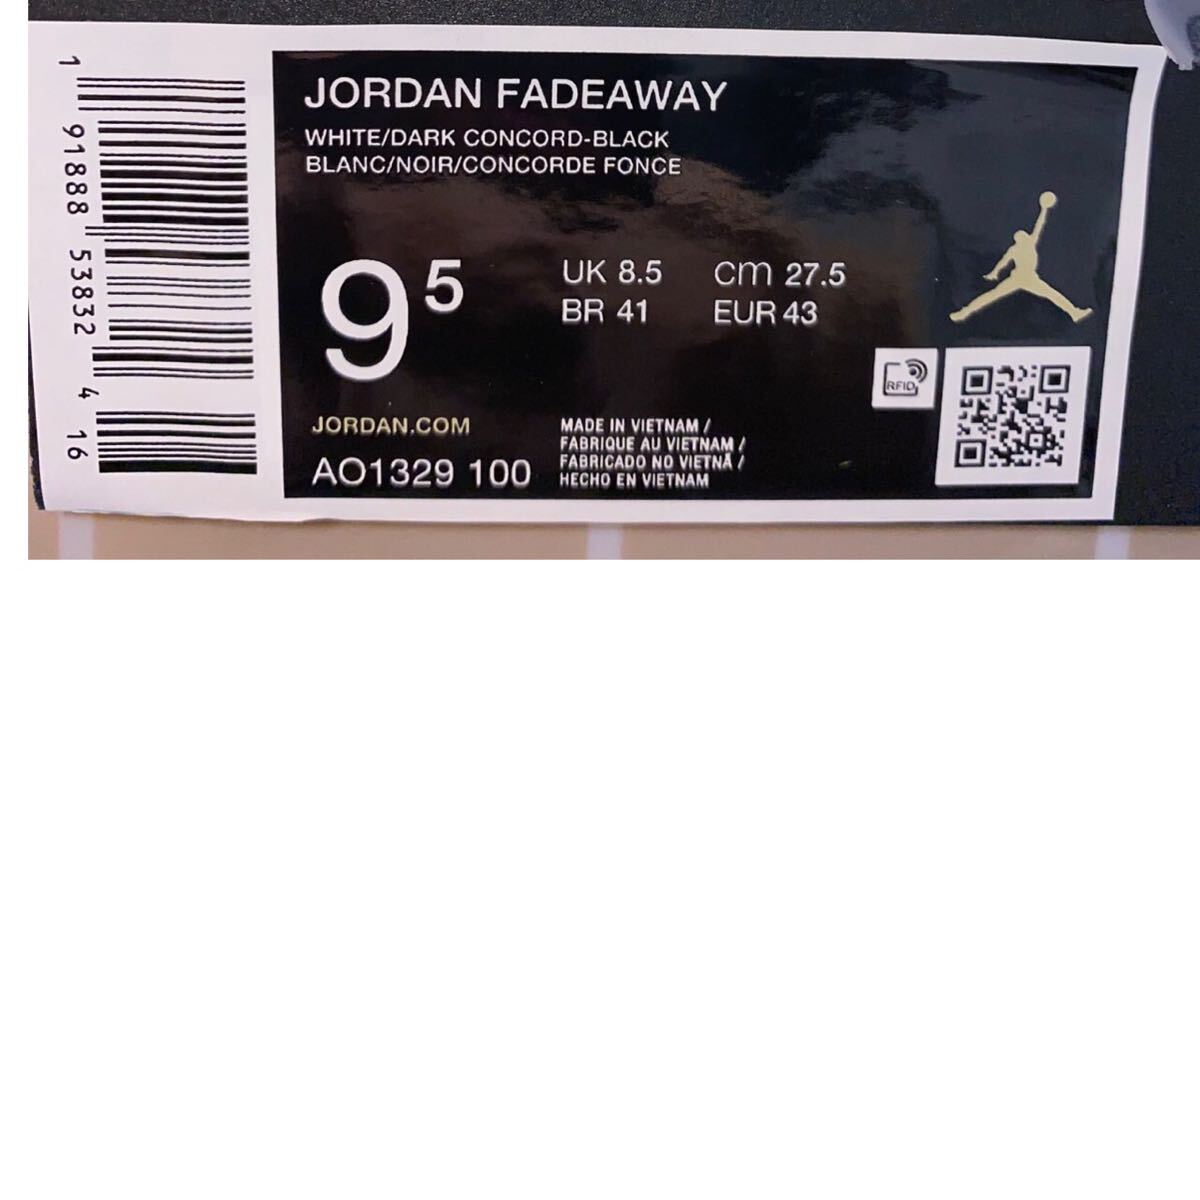 JORDAN FADEAWAY
WHITE/DARK CONCORD-BLACK
BLANC/NOIR/CONCORDE FONCE
9 5
UK 8.5 cm 27.5
BR 41 EUR 43
RFID
JORDAN.COM
AO1329 100
MADE IN VIETNAM /
FABRIQUE AU VIETNAM /
FABRICADO NO VIETNÃ /
HECHO EN VIETNAM
1 91888 53832 4 16